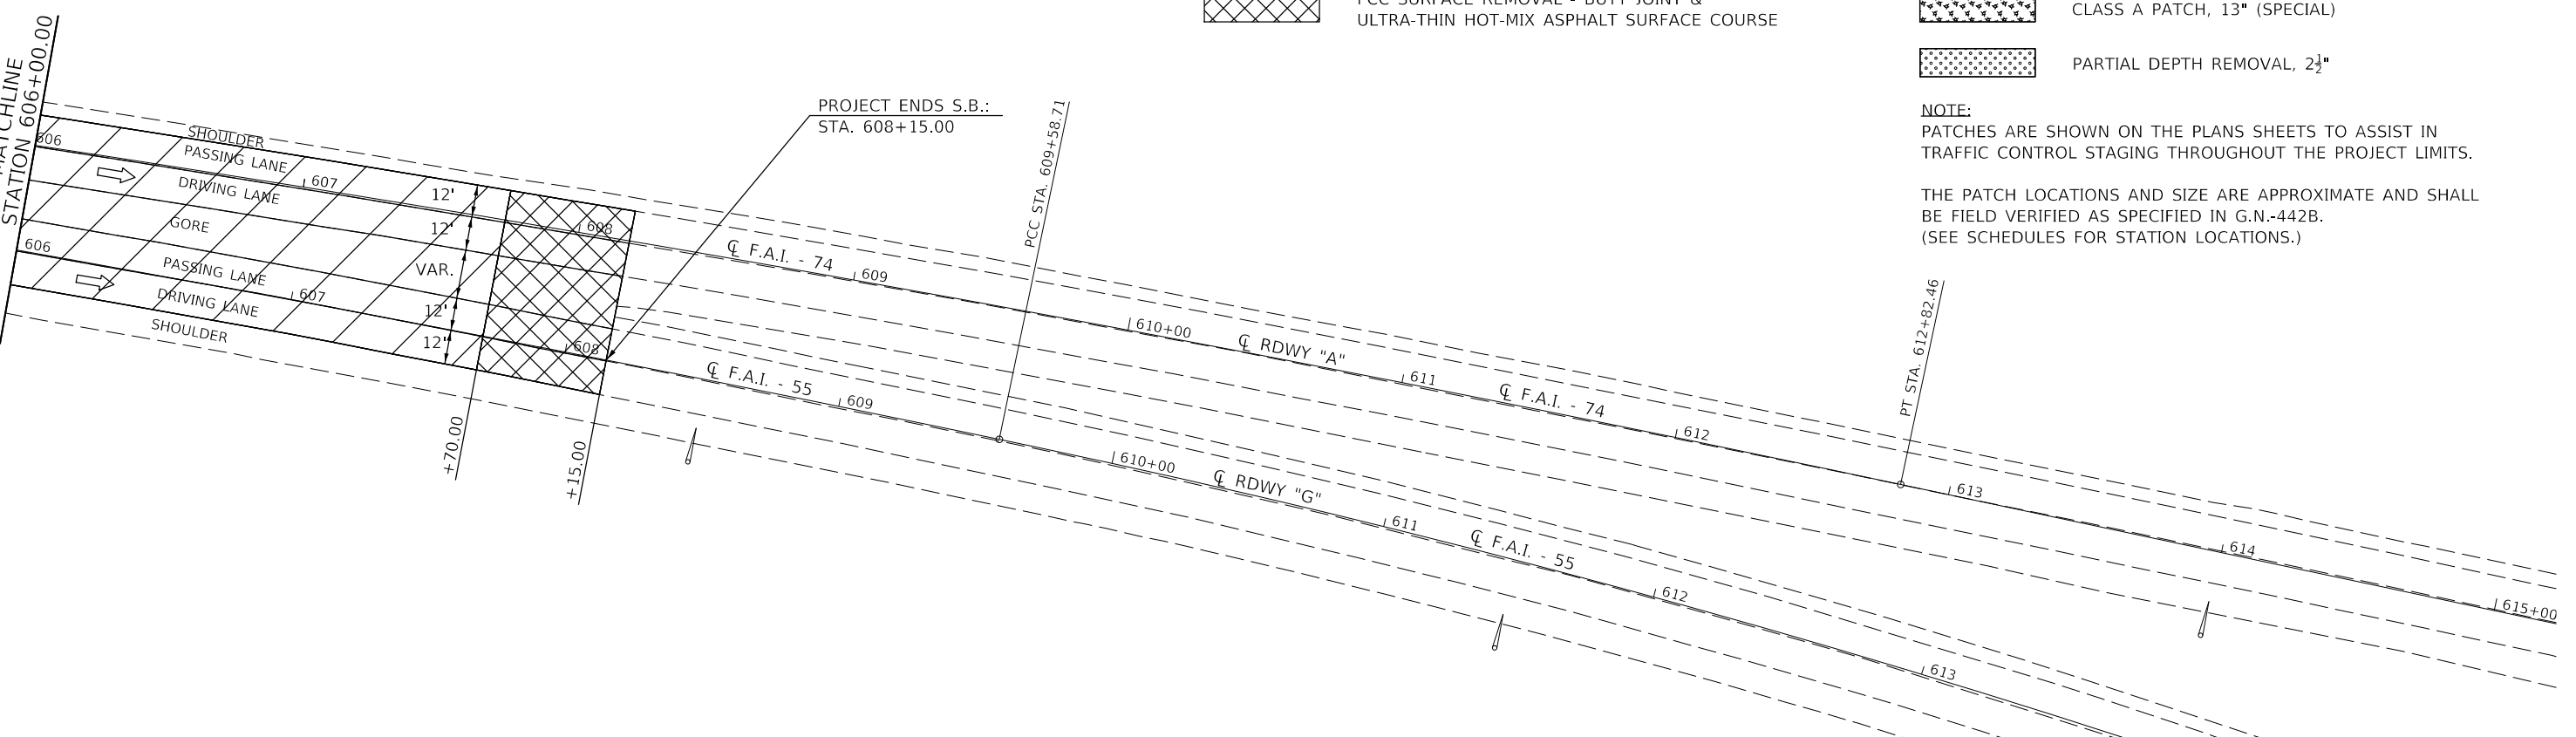 PCC SURFACE REMOVAL - BUTT JOINT &
ULTRA-THIN HOT-MIX ASPHALT SURFACE COURSE
CLASS A PATCH, 13" (SPECIAL)
PARTIAL DEPTH REMOVAL, 2½"
NOTE:
PATCHES ARE SHOWN ON THE PLANS SHEETS TO ASSIST IN
TRAFFIC CONTROL STAGING THROUGHOUT THE PROJECT LIMITS.
THE PATCH LOCATIONS AND SIZE ARE APPROXIMATE AND SHALL
BE FIELD VERIFIED AS SPECIFIED IN G.N.-442B.
(SEE SCHEDULES FOR STATION LOCATIONS.)
MATCHLINE
STATION 606+00.00
PROJECT ENDS S.B.:
STA. 608+15.00
PCC STA. 609+58.71
PT STA. 612+82.46
SHOULDER
606
PASSING LANE
607
DRIVING LANE
GORE
606
PASSING LANE
607
DRIVING LANE
SHOULDER
12'
12'
VAR.
12'
12'
608
608
+70.00
+15.00
℄ F.A.I. - 74
609
610+00
℄ RDWY "A"
611
℄ F.A.I. - 74
612
613
614
615+00
℄ F.A.I. - 55
609
610+00
℄ RDWY "G"
611
℄ F.A.I. - 55
612
613